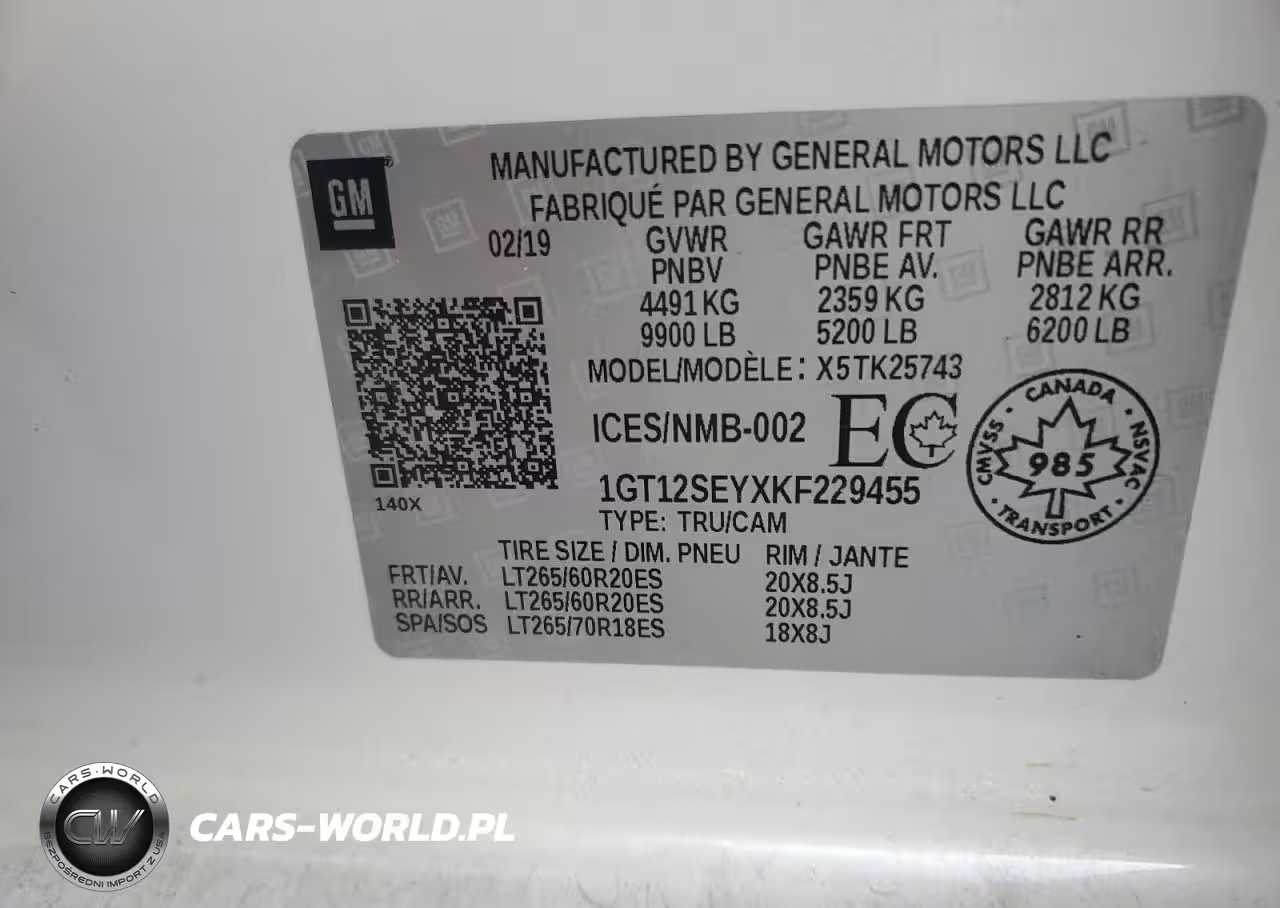 GM
MANUFACTURED BY GENERAL MOTORS LLC
FABRIQUÉ PAR GENERAL MOTORS LLC
02/19
GVWR GAWR FRT GAWR RR
PNBV PNBE AV. PNBE ARR.
4491 KG 2359 KG 2812 KG
9900 LB 5200 LB 6200 LB
MODEL/MODÈLE: X5TK25743
ICES/NMB-002 EC
CANADA
CMVSS 985 NSVAC
TRANSPORT
1GT12SEYXKF229455
140X
TYPE: TRU/CAM
TIRE SIZE / DIM. PNEU RIM / JANTE
FRT/AV. LT265/60R20ES 20X8.5J
RR/ARR. LT265/60R20ES 20X8.5J
SPA/SOS LT265/70R18ES 18X8J
CARS-WORLD
CW
BEZPOŚREDNI IMPORT Z USA
CARS-WORLD.PL